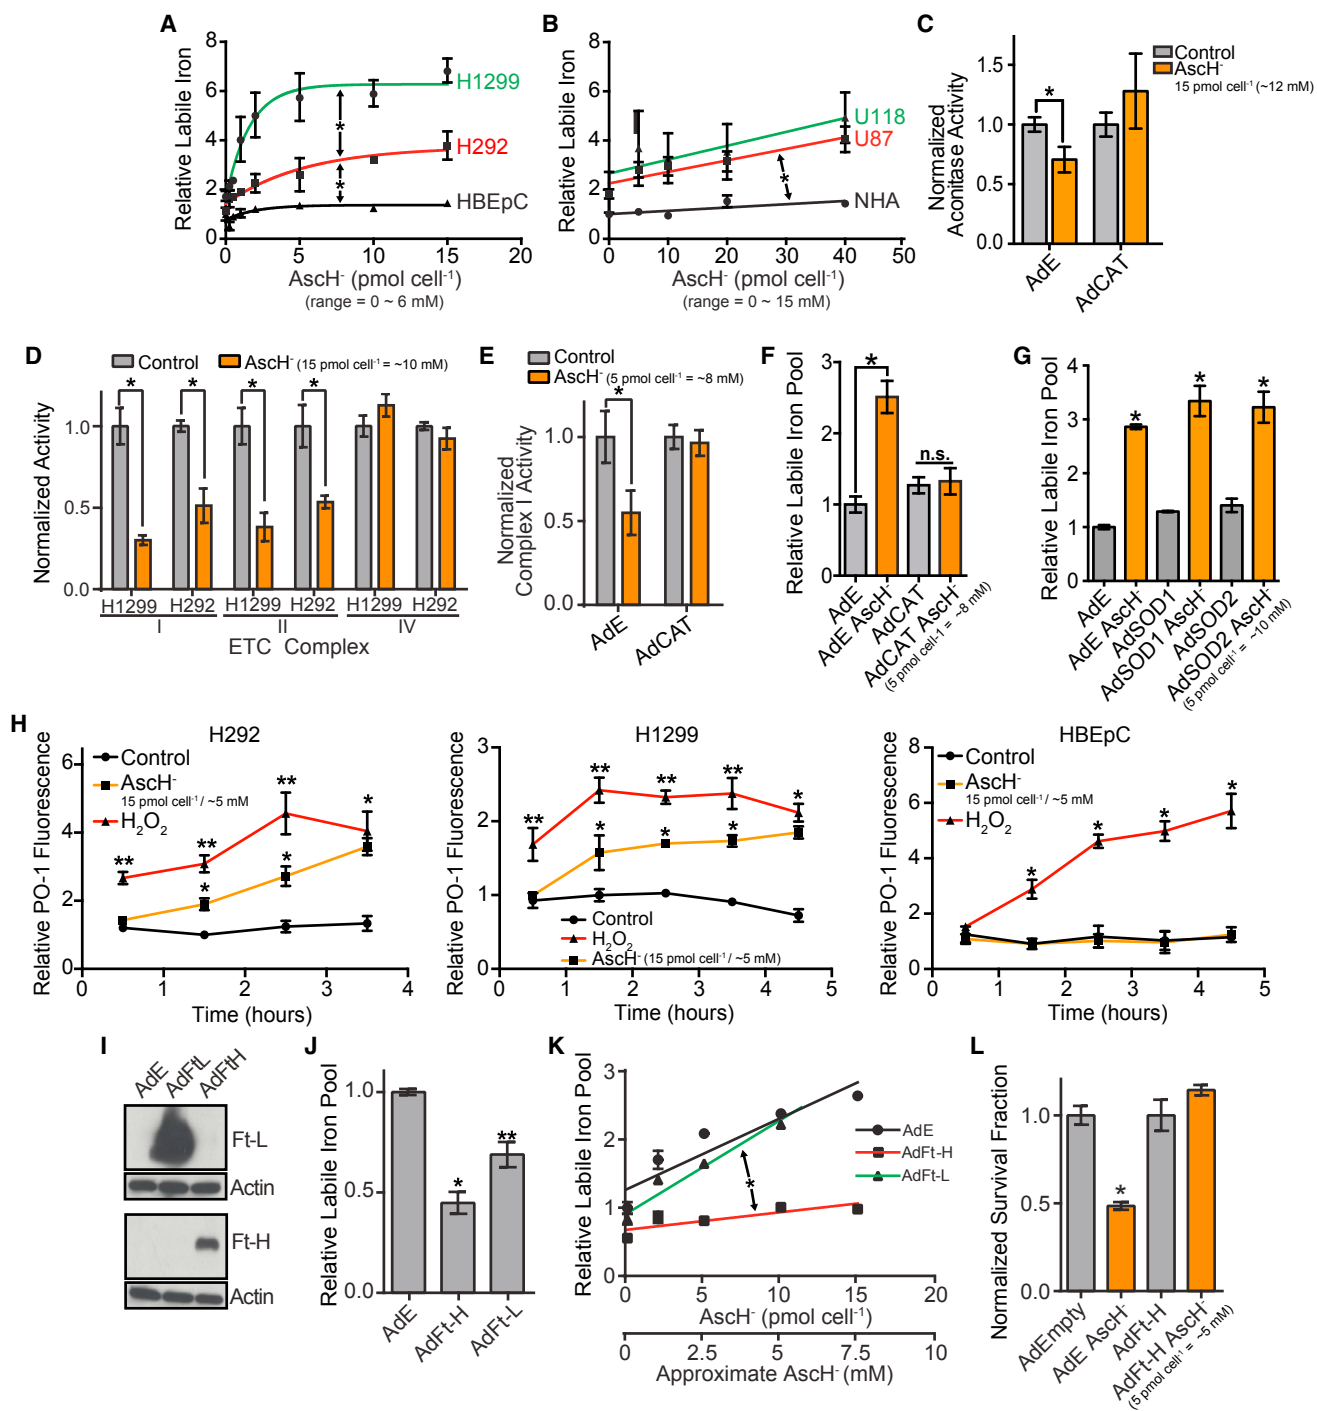 A
Relative Labile Iron
8
6
4
2
0
0 5 10 15 20
H1299
H292
HBEpC
*
*
AscH⁻ (pmol cell⁻¹)
(range = 0 ~ 6 mM)
B
Relative Labile Iron
8
6
4
2
0
0 10 20 30 40 50
U118
U87
NHA
*
AscH⁻ (pmol cell⁻¹)
(range = 0 ~ 15 mM)
C
Normalized
Aconitase Activity
1.5
1.0
0.5
0.0
*
Control
AscH⁻
15 pmol cell⁻¹ (~12 mM)
AdE
AdCAT
D
Control
AscH⁻ (15 pmol cell⁻¹ = ~10 mM)
Normalized Activity
1.0
0.5
0.0
* * * *
H1299 H292 H1299 H292 H1299 H292
I II IV
ETC Complex
E
Control
AscH⁻ (5 pmol cell⁻¹ = ~8 mM)
Normalized
Complex I Activity
1.0
0.5
0.0
*
AdE
AdCAT
F
Relative Labile Iron Pool
3
2
1
0
*
n.s.
AdE
AdE AscH⁻
AdCAT
AdCAT AscH⁻
(5 pmol cell-1 = ~8 mM)
G
Relative Labile Iron Pool
4
3
2
1
0
* * *
AdE
AdE AscH⁻
AdSOD1
AdSOD1 AscH⁻
AdSOD2
AdSOD2 AscH⁻
(5 pmol cell⁻¹ = ~10 mM)
H
H292
Relative PO-1 Fluorescence
6
4
2
0
0 1 2 3 4
Control
AscH⁻
15 pmol cell⁻¹ / ~5 mM
H₂O₂
** ** ** *
* *
Time (hours)
H1299
Relative PO-1 Fluorescence
3
2
1
0
0 1 2 3 4 5
** ** ** ** *
* * *
Control
H₂O₂
AscH⁻ (15 pmol cell⁻¹ / ~5 mM)
Time (hours)
HBEpC
Relative PO-1 Fluorescence
8
6
4
2
0
0 1 2 3 4 5
Control
AscH⁻
15 pmol cell⁻¹ / ~5 mM
H₂O₂
* * * *
Time (hours)
I
AdE AdFtL AdFtH
Ft-L
Actin
Ft-H
Actin
J
Relative Labile Iron Pool
1.0
0.5
0.0
*
**
AdE
AdFt-H
AdFt-L
K
Relative Labile Iron Pool
3
2
1
0
0 5 10 15 20
AscH⁻ (pmol cell⁻¹)
0 2.5 5 7.5 10
Approximate AscH⁻ (mM)
AdE
AdFt-H
AdFt-L
*
L
Normalized Survival Fraction
1.0
0.5
0.0
*
AdEmpty
AdE AscH⁻
AdFt-H
AdFt-H AscH⁻
(5 pmol cell⁻¹ = ~5 mM)